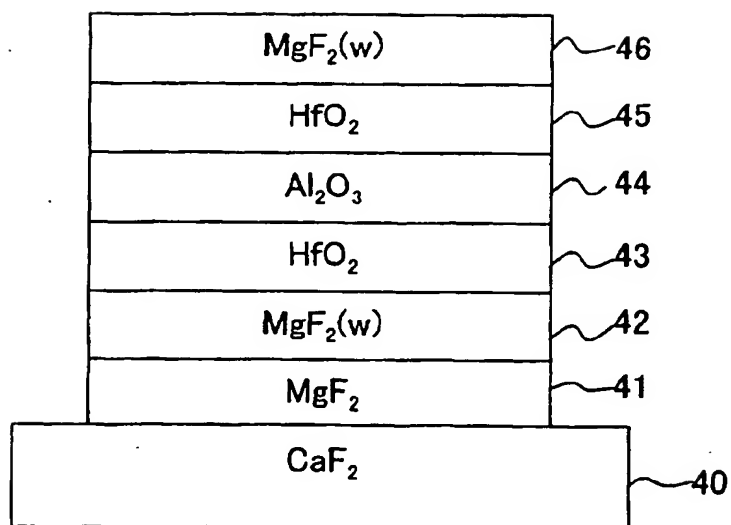 MgF₂(w) 46
HfO₂ 45
Al₂O₃ 44
HfO₂ 43
MgF₂(w) 42
MgF₂ 41
CaF₂ 40